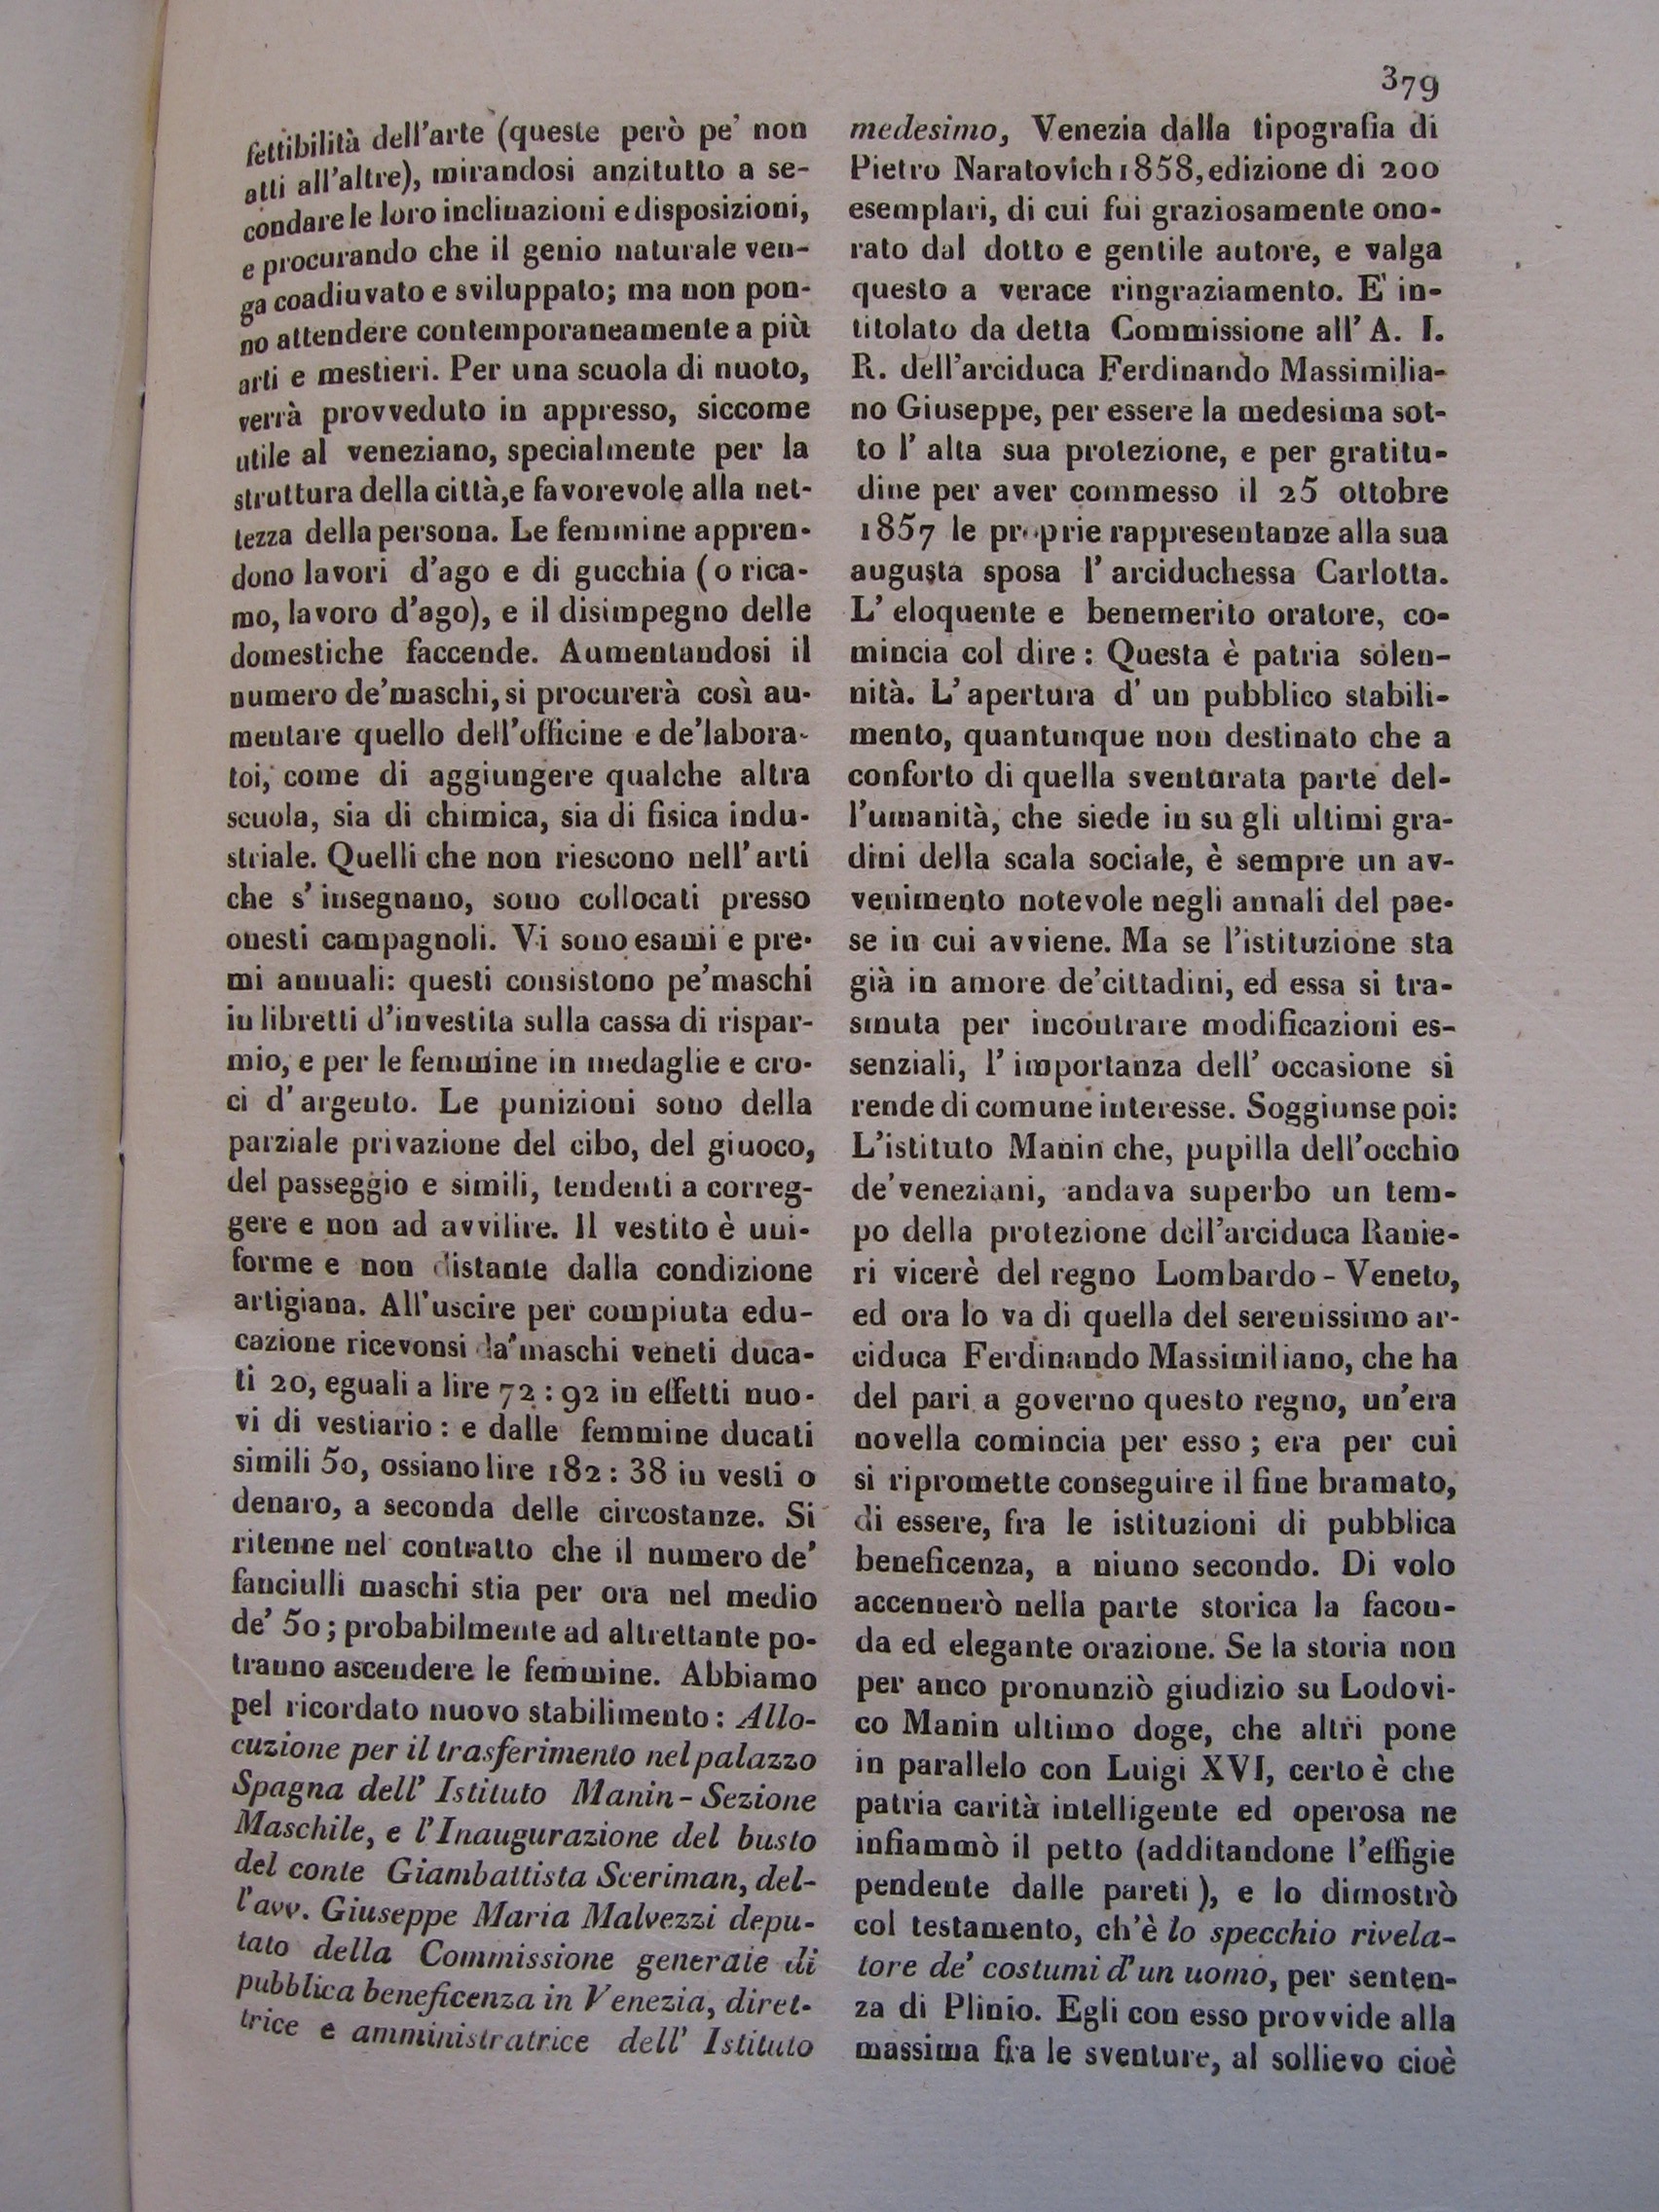 379
fettibilità dell'arte (queste però pe' non
atti all'altre), mirandosi anzitutto a se-
condare le loro inclinazioni e disposizioni,
e procurando che il genio naturale ven-
ga coadiuvato e sviluppato; ma non pon-
no attendere contemporaneamente a più
arti e mestieri. Per una scuola di nuoto,
verrà provveduto in appresso, siccome
utile al veneziano, specialmente per la
struttura della città, e favorevole alla net-
tezza della persona. Le femmine appren-
dono lavori d'ago e di gucchia (o rica-
mo, lavoro d'ago), e il disimpegno delle
domestiche faccende. Aumentandosi il
numero de'maschi, si procurerà così au-
mentare quello dell'officine e de'labora-
toi, come di aggiungere qualche altra
scuola, sia di chimica, sia di fisica indu-
striale. Quelli che non riescono nell'arti
che s'insegnano, sono collocati presso
onesti campagnoli. Vi sono esami e pre-
mi annuali: questi consistono pe'maschi
in libretti d'investita sulla cassa di rispar-
mio, e per le femmine in medaglie e cro-
ci d'argento. Le punizioni sono della
parziale privazione del cibo, del giuoco,
del passeggio e simili, tendenti a correg-
gere e non ad avvilire. Il vestito è uni-
forme e non distante dalla condizione
artigiana. All'uscire per compiuta edu-
cazione ricevonsi da'maschi veneti duca-
ti 20, eguali a lire 72 : 92 in effetti nuo-
vi di vestiario : e dalle femmine ducati
simili 50, ossiano lire 182 : 38 in vesti o
denaro, a seconda delle circostanze. Si
ritenne nel contratto che il numero de'
fanciulli maschi stia per ora nel medio
de' 50 ; probabilmente ad altrettante po-
tranno ascendere le femmine. Abbiamo
pel ricordato nuovo stabilimento : Allo-
cuzione per il trasferimento nel palazzo
Spagna dell' Istituto Manin - Sezione
Maschile, e l'Inaugurazione del busto
del conte Giambattista Sceriman, del-
l'avv. Giuseppe Maria Malvezzi depu-
tato della Commissione generale di
pubblica beneficenza in Venezia, diret-
trice e amministratrice dell' Istituto
medesimo, Venezia dalla tipografia di
Pietro Naratovich 1858, edizione di 200
esemplari, di cui fui graziosamente ono-
rato dal dotto e gentile autore, e valga
questo a verace ringraziamento. E' in-
titolato da detta Commissione all' A. I.
R. dell'arciduca Ferdinando Massimilia-
no Giuseppe, per essere la medesima sot-
to l' alta sua protezione, e per gratitu-
dine per aver commesso il 25 ottobre
1857 le proprie rappresentanze alla sua
augusta sposa l' arciduchessa Carlotta.
L' eloquente e benemerito oratore, co-
mincia col dire : Questa è patria solen-
nità. L' apertura d' un pubblico stabili-
mento, quantunque non destinato che a
conforto di quella sventurata parte del-
l'umanità, che siede in su gli ultimi gra-
dini della scala sociale, è sempre un av-
venimento notevole negli annali del pae-
se in cui avviene. Ma se l'istituzione sta
già in amore de'cittadini, ed essa si tra-
smuta per incontrare modificazioni es-
senziali, l' importanza dell' occasione si
rende di comune interesse. Soggiunse poi:
L'istituto Manin che, pupilla dell'occhio
de'veneziani, andava superbo un tem-
po della protezione dell'arciduca Ranie-
ri vicerè del regno Lombardo - Veneto,
ed ora lo va di quella del serenissimo ar-
ciduca Ferdinando Massimiliano, che ha
del pari a governo questo regno, un'era
novella comincia per esso ; era per cui
si ripromette conseguire il fine bramato,
di essere, fra le istituzioni di pubblica
beneficenza, a niuno secondo. Di volo
accennerò nella parte storica la facon-
da ed elegante orazione. Se la storia non
per anco pronunziò giudizio su Lodovi-
co Manin ultimo doge, che altri pone
in parallelo con Luigi XVI, certo è che
patria carità intelligente ed operosa ne
infiammò il petto (additandone l'effigie
pendente dalle pareti ), e lo dimostrò
col testamento, ch'è lo specchio rivela-
tore de' costumi d'un uomo, per senten-
za di Plinio. Egli con esso provvide alla
massima fra le sventure, al sollievo cioè